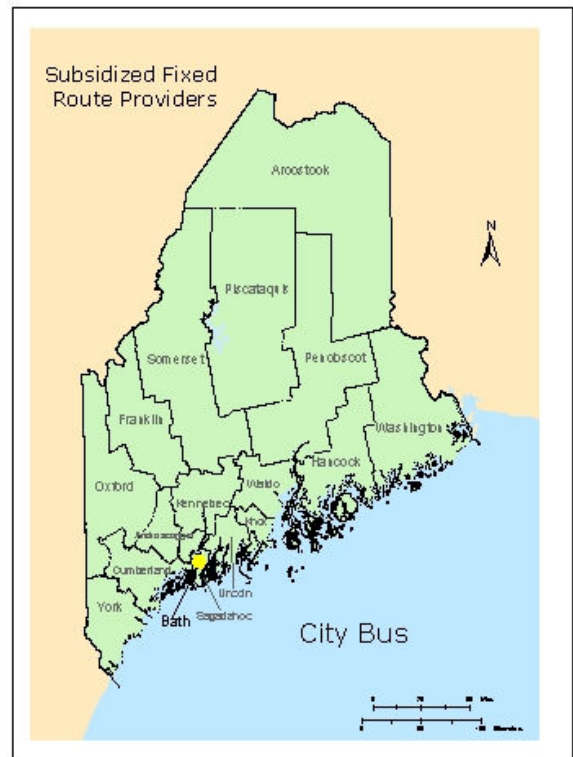 Subsidized Fixed
Route Providers
Aroostook
N
Piscataquis
Somerset
Penobscot
Franklin
Washington
Hancock
Oxford
Waldo
Kennebec
Knox
Androscoggin
Cumberland
Lincoln
York
Bath
Sagadahoc
City Bus